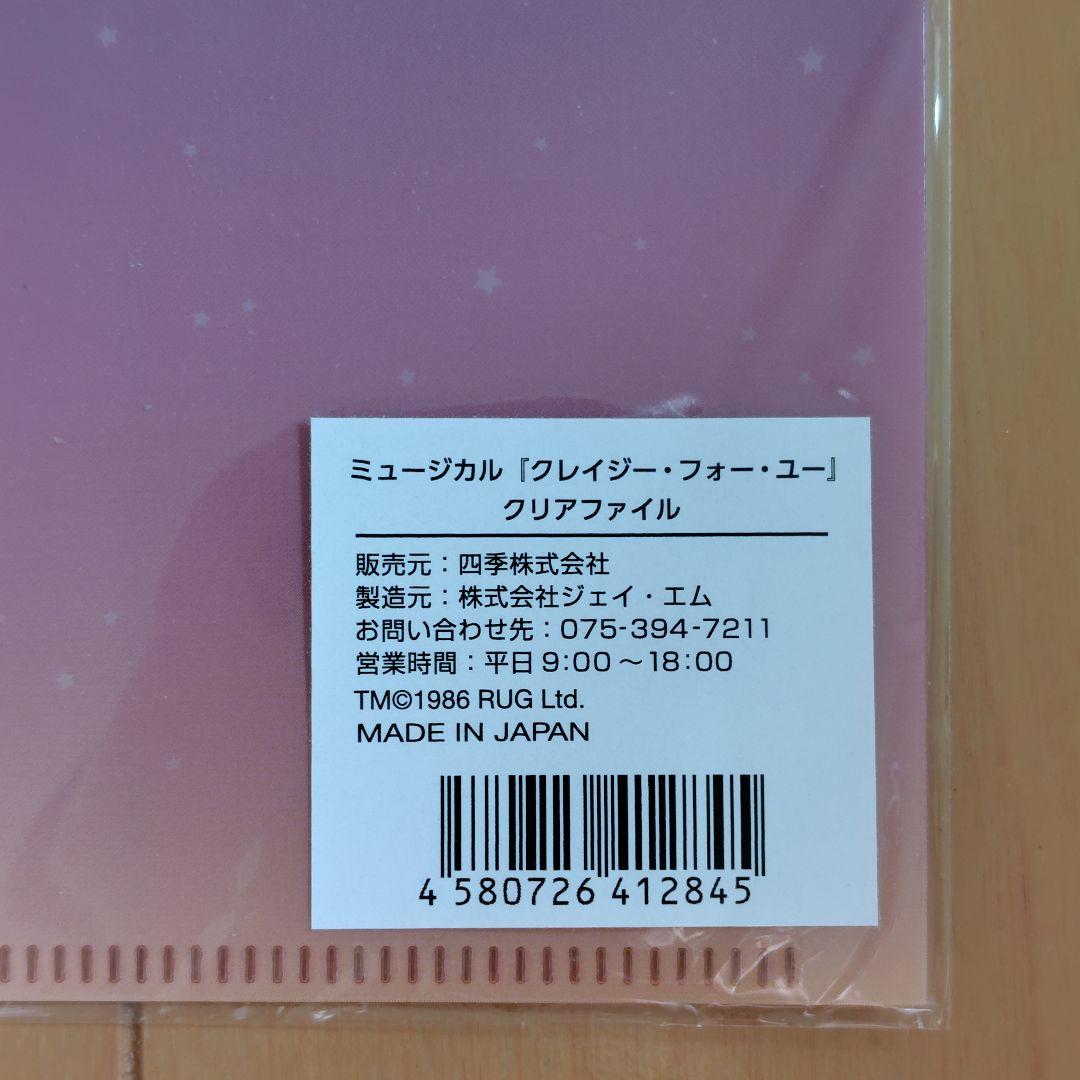 ミュージカル『クレイジー・フォー・ユー』
クリアファイル
販売元：四季株式会社
製造元：株式会社ジェイ・エム
お問い合わせ先：075-394-7211
営業時間：平日9:00～18:00
TM©1986 RUG Ltd.
MADE IN JAPAN
4 580726 412845